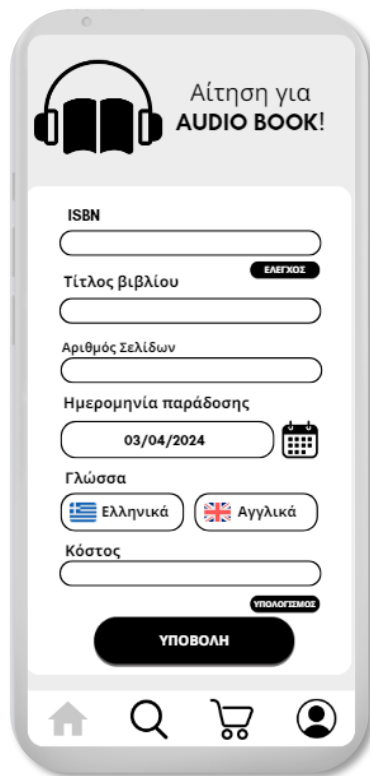 Αίτηση για
AUDIO BOOK!
ISBN
ΕΛΕΓΧΟΣ
Τίτλος βιβλίου
Αριθμός Σελίδων
Ημερομηνία παράδοσης
03/04/2024
Γλώσσα
Ελληνικά Αγγλικά
Κόστος
ΥΠΟΛΟΓΙΣΜΟΣ
ΥΠΟΒΟΛΗ